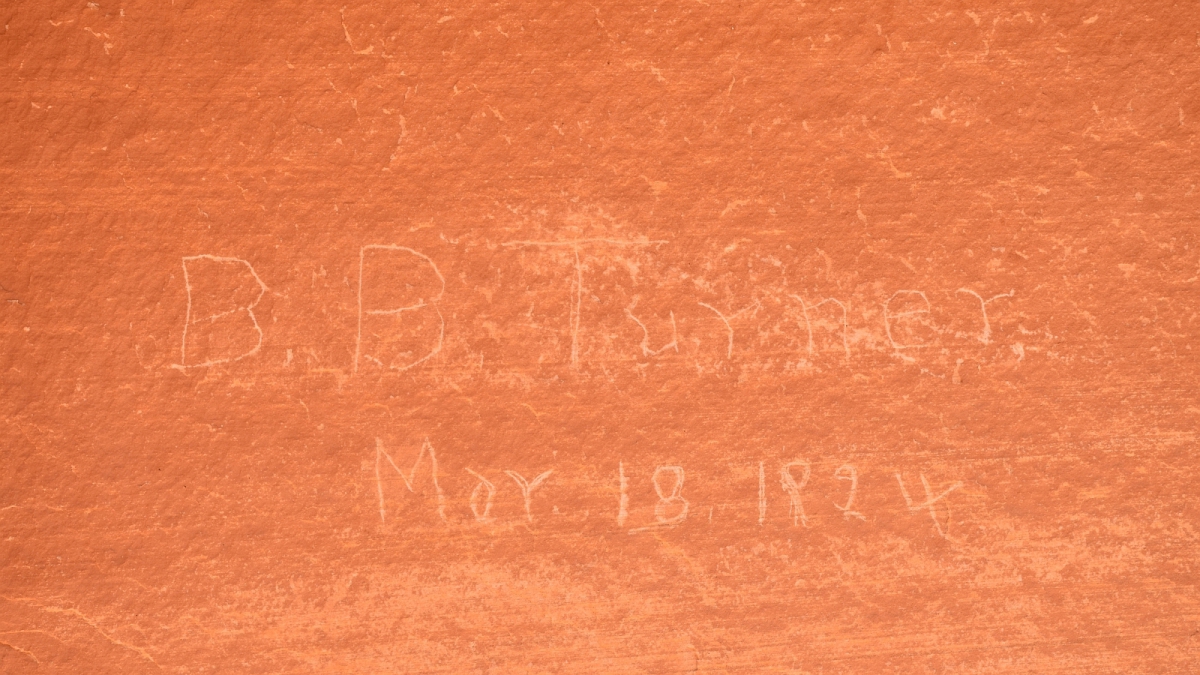 B. B. Turner
Mar 18, 1924